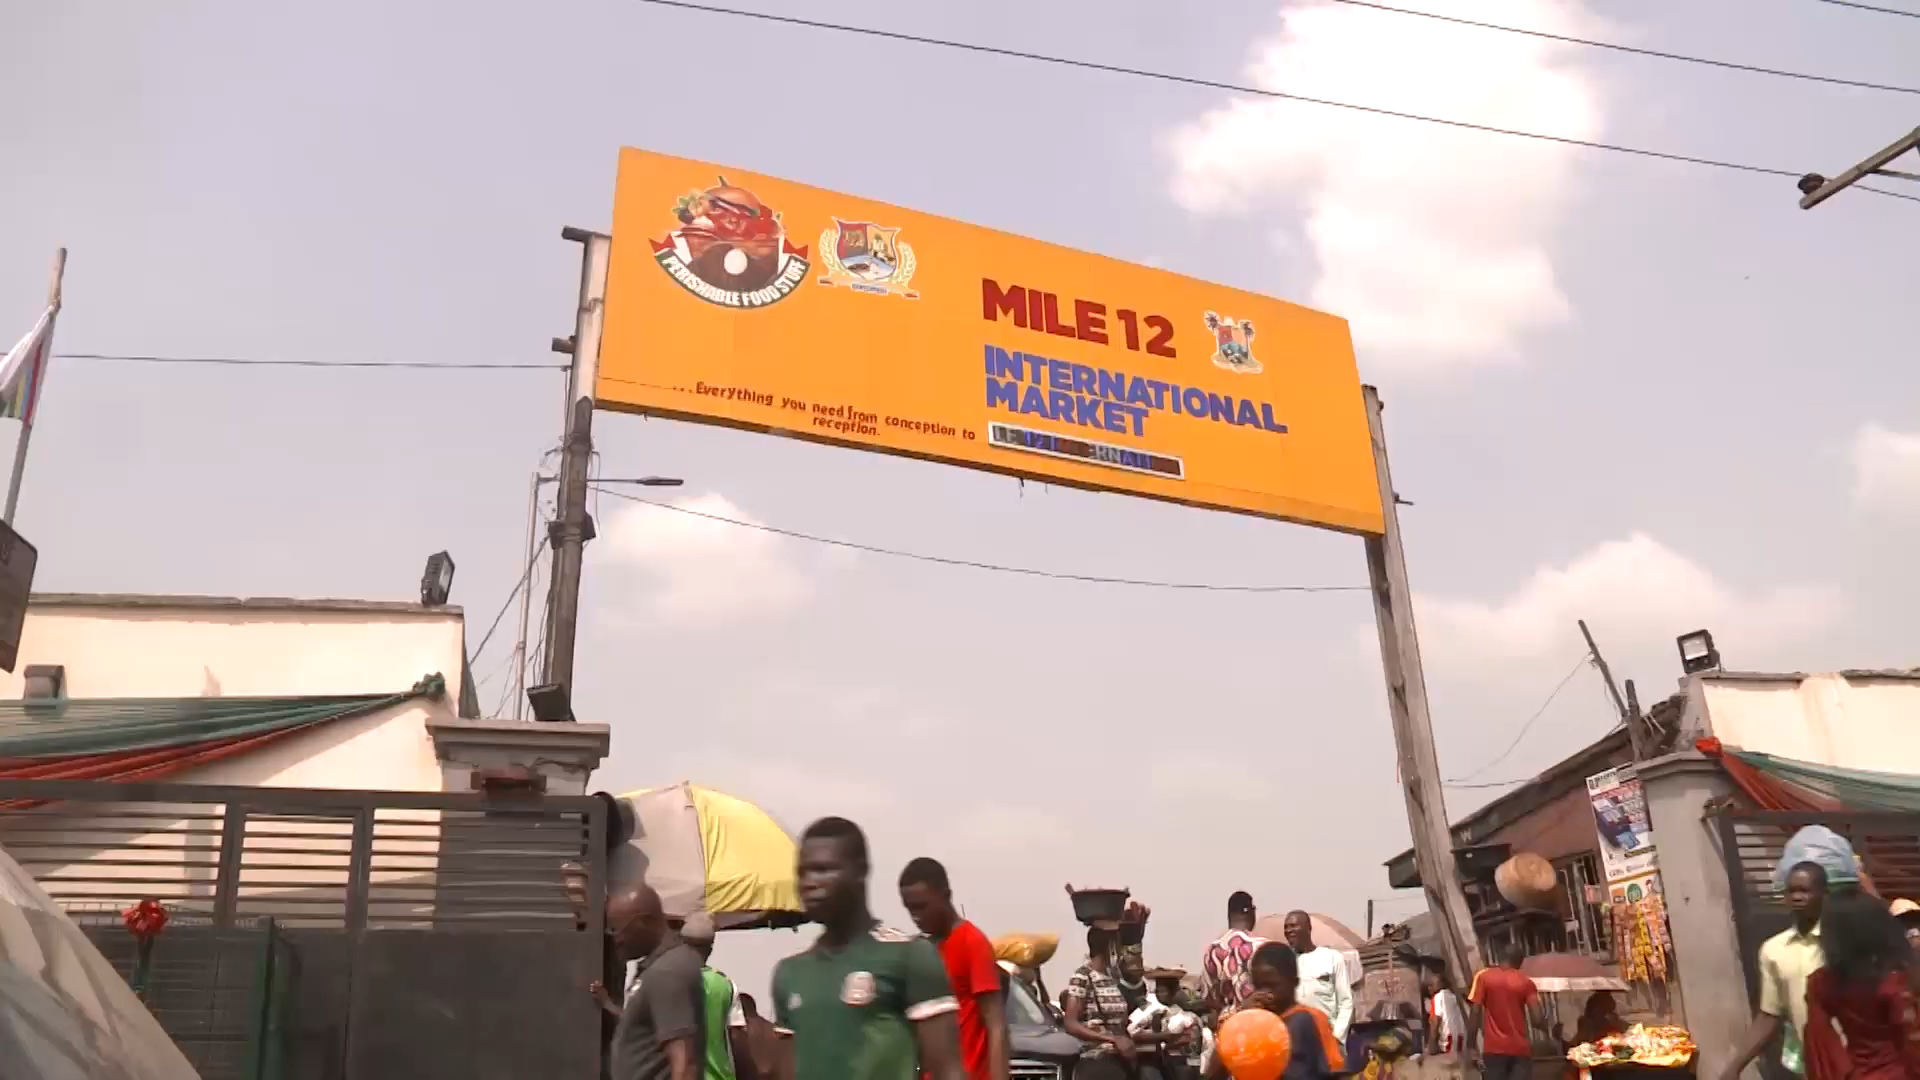 PERISHABLE FOOD STUFF
MILE 12
INTERNATIONAL
MARKET
...Everything you need from conception to
reception.